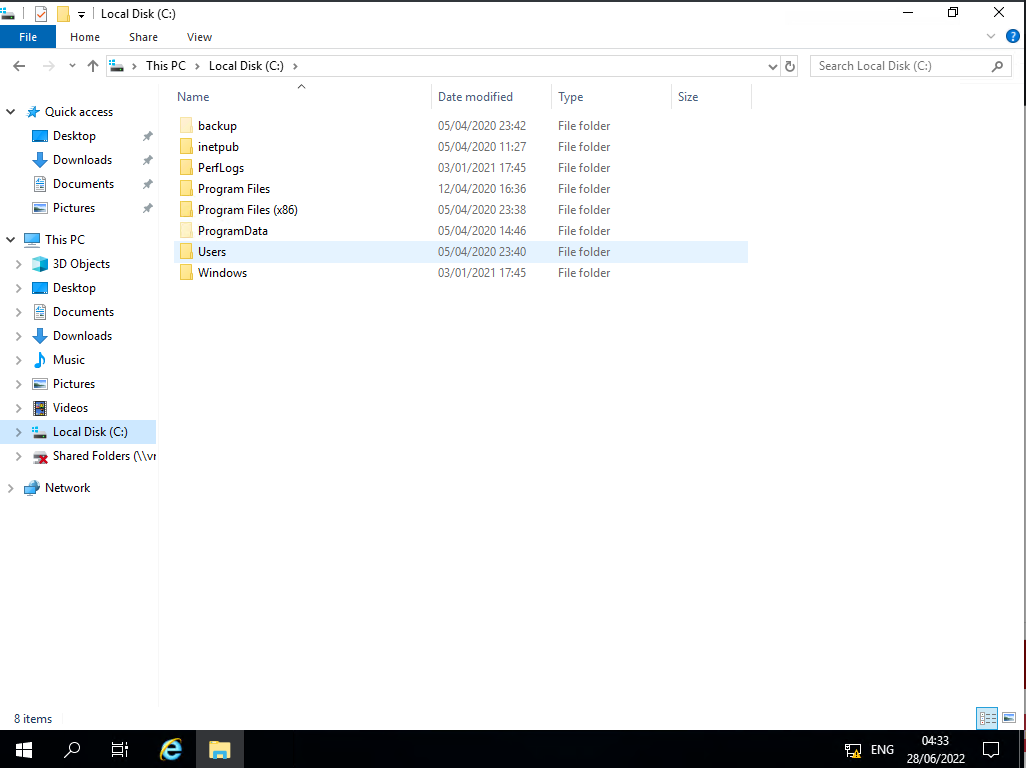 Local Disk (C:)
File Home Share View
This PC Local Disk (C:) Search Local Disk (C:)
Name Date modified Type Size
Quick access
Desktop
Downloads
Documents
Pictures
This PC
3D Objects
Desktop
Documents
Downloads
Music
Pictures
Videos
Local Disk (C:)
Shared Folders (\\vr
Network
backup 05/04/2020 23:42 File folder
inetpub 05/04/2020 11:27 File folder
PerfLogs 03/01/2021 17:45 File folder
Program Files 12/04/2020 16:36 File folder
Program Files (x86) 05/04/2020 23:38 File folder
ProgramData 05/04/2020 14:46 File folder
Users 05/04/2020 23:40 File folder
Windows 03/01/2021 17:45 File folder
8 items
ENG
04:33
28/06/2022